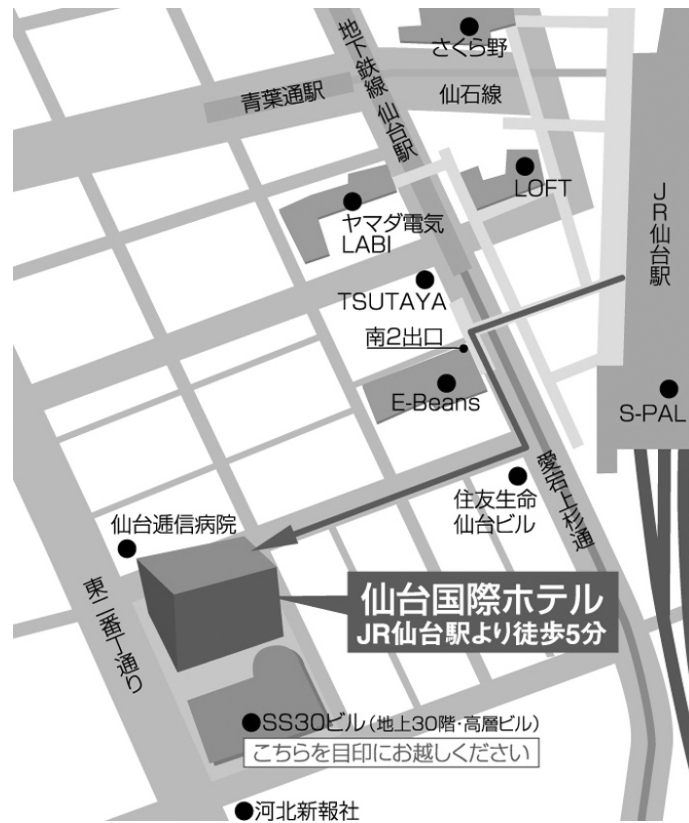 さくら野
地下鉄線 仙台駅
青葉通駅
仙石線
LOFT
ヤマダ電気
LABI
JR仙台駅
TSUTAYA
南2出口
E-Beans
S-PAL
愛宕上杉通
住友生命
仙台ビル
仙台逓信病院
東二番丁通り
仙台国際ホテル
JR仙台駅より徒歩5分
SS30ビル(地上30階・高層ビル)
こちらを目印にお越しください
河北新報社